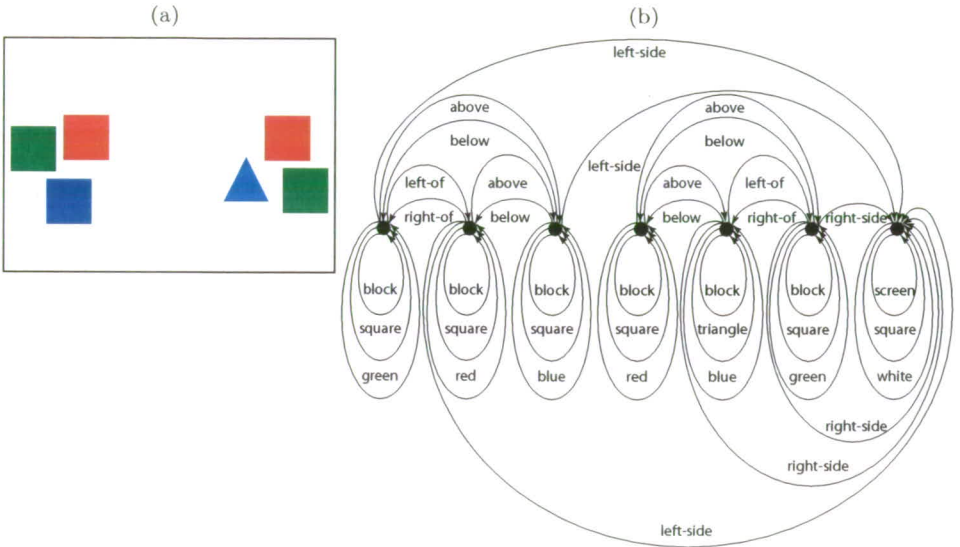 (a) (b)
left-side
above above
below below
left-side
left-of above above left-of
right-of below below right-of right-side
block block block block block block screen
square square square square triangle square square
green red blue red blue green white
right-side
right-side
left-side